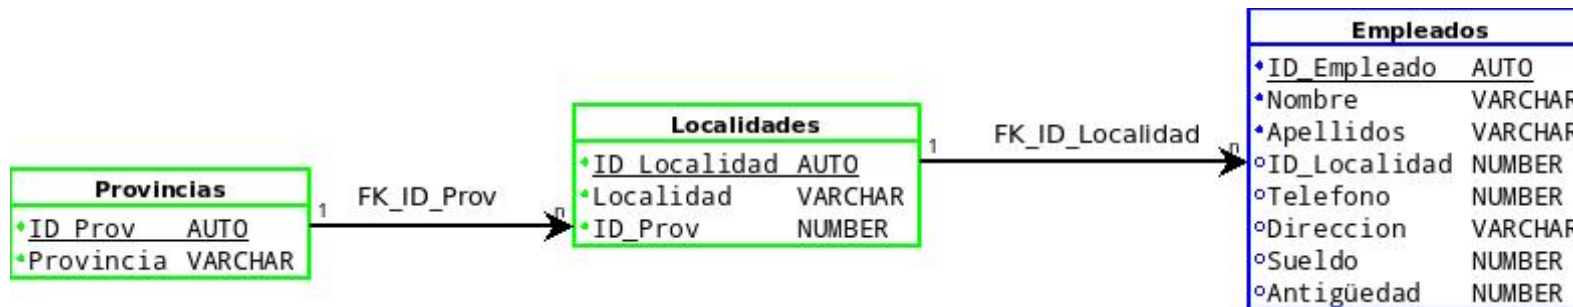 Provincias
ID_Prov AUTO
Provincia VARCHAR
1
FK_ID_Prov
n
Localidades
ID_Localidad AUTO
Localidad VARCHAR
ID_Prov NUMBER
1
FK_ID_Localidad
n
Empleados
ID_Empleado AUTO
Nombre VARCHAR
Apellidos VARCHAR
ID_Localidad NUMBER
Telefono NUMBER
Direccion VARCHAR
Sueldo NUMBER
Antigüedad NUMBER